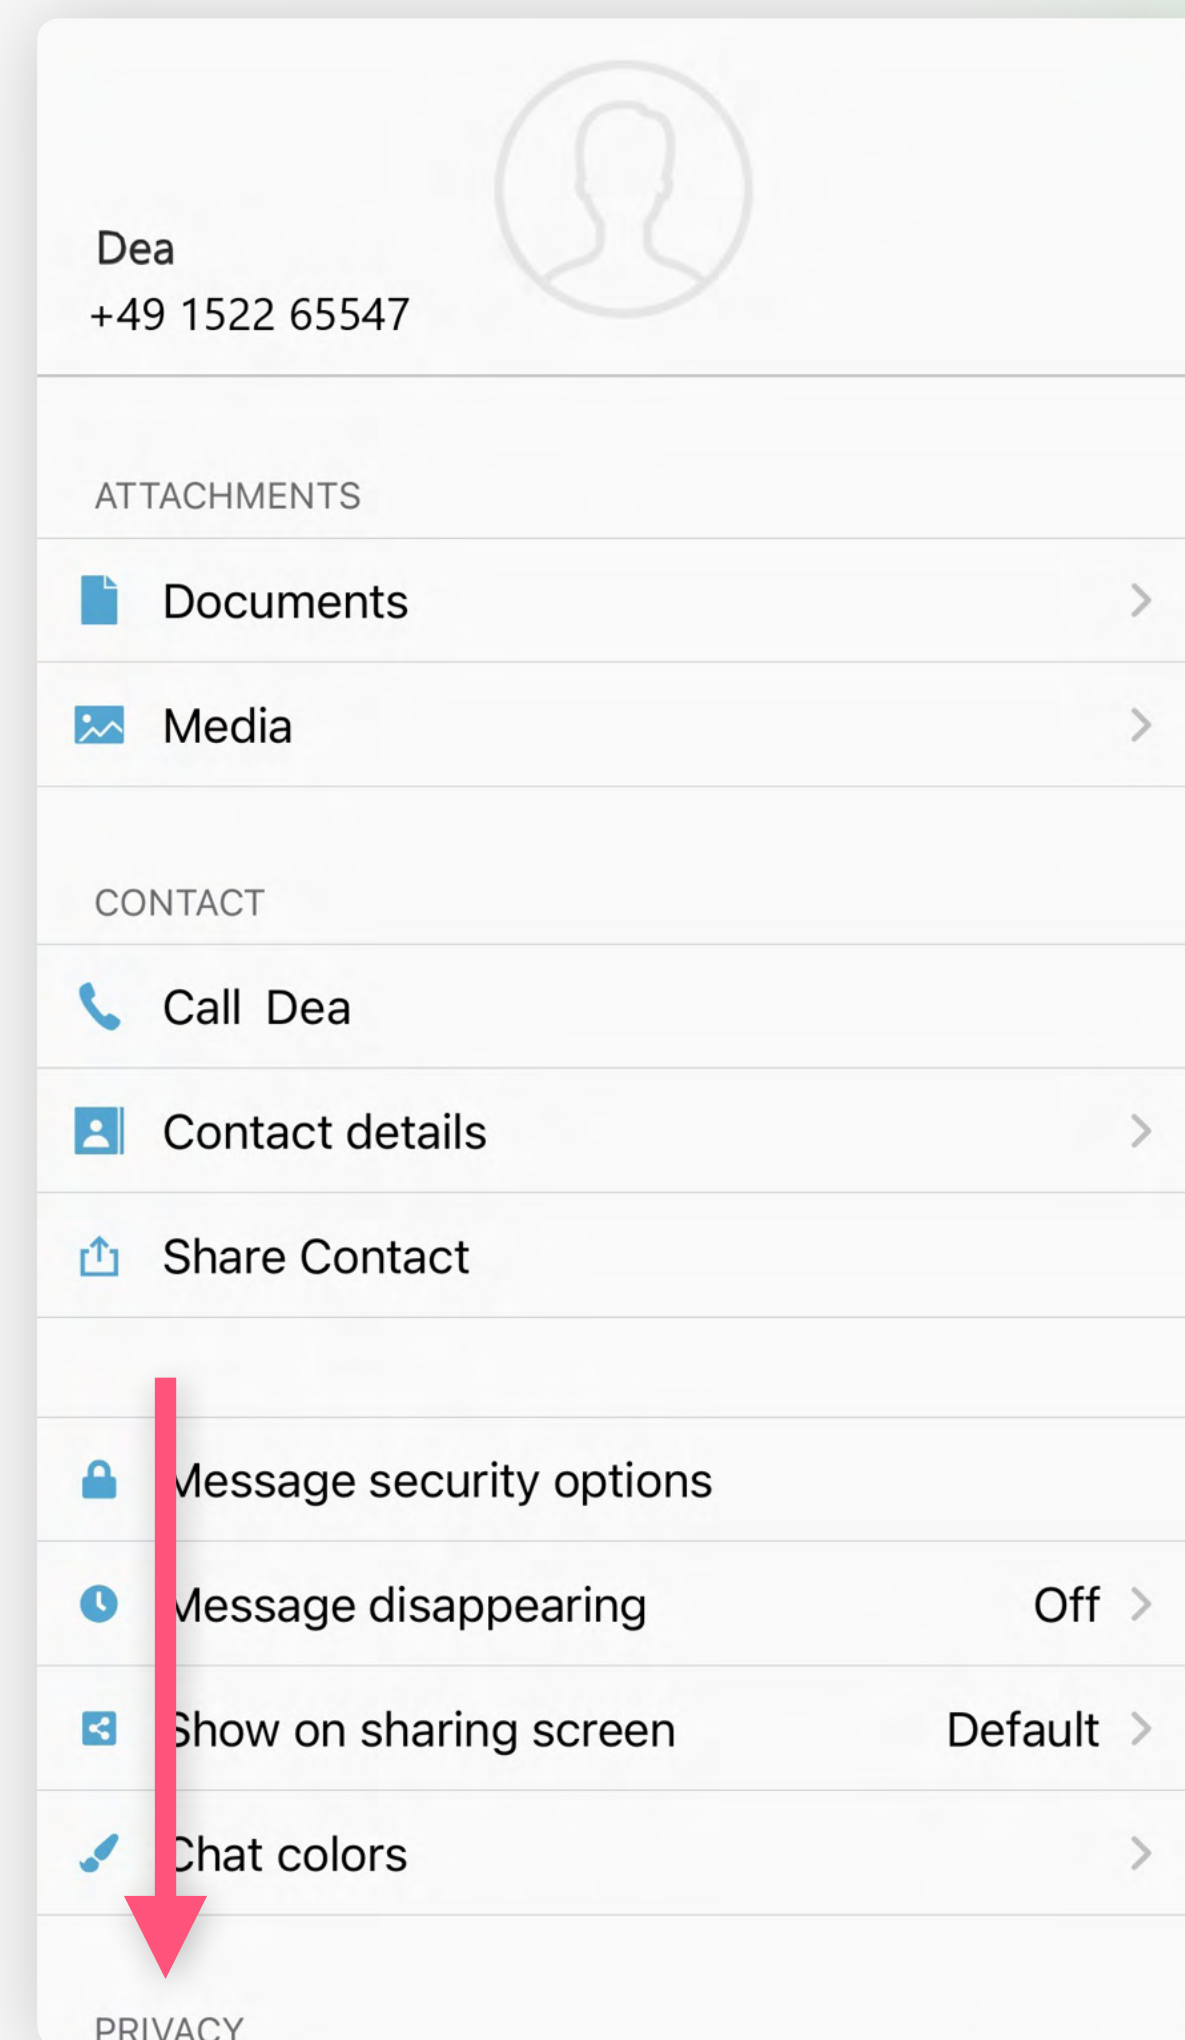 Dea
+49 1522 65547
ATTACHMENTS
Documents
Media
CONTACT
Call Dea
Contact details
Share Contact
Message security options
Message disappearing Off
Show on sharing screen Default
Chat colors
PRIVACY